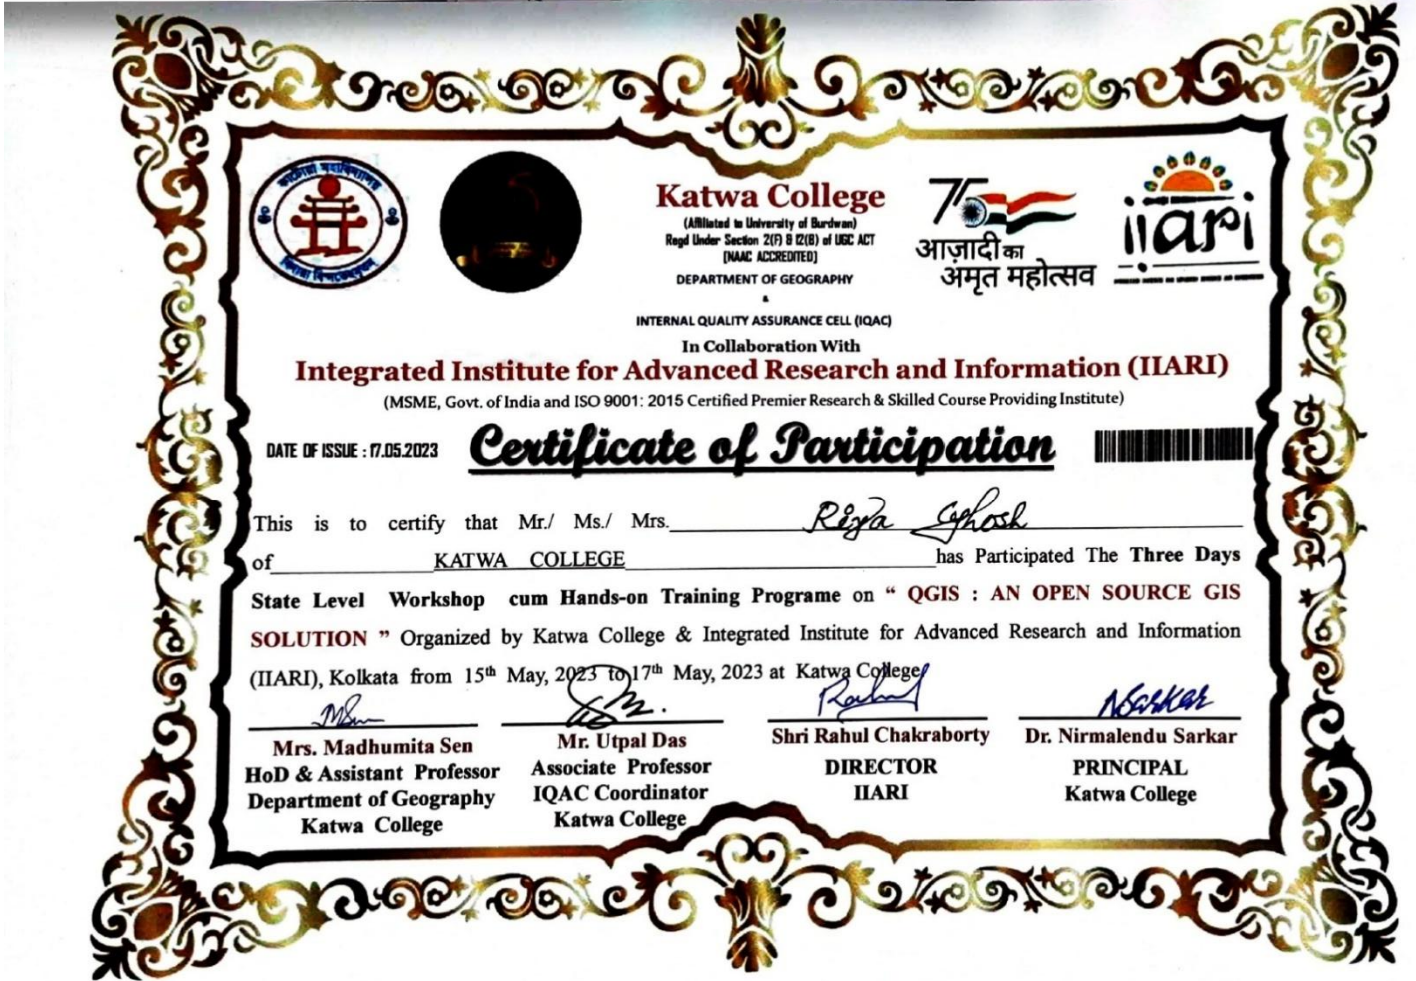 काटोया महाविद्यालय
Katwa College
(Affiliated to University of Burdwan)
Regd Under Section 2(F) & 12(B) of UGC ACT
(NAAC ACCREDITED)
DEPARTMENT OF GEOGRAPHY
&
INTERNAL QUALITY ASSURANCE CELL (IQAC)
75
आज़ादी का
अमृत महोत्सव
iiari
In Collaboration With
Integrated Institute for Advanced Research and Information (IIARI)
(MSME, Govt. of India and ISO 9001: 2015 Certified Premier Research & Skilled Course Providing Institute)
DATE OF ISSUE : 17.05.2023 Certificate of Participation
This is to certify that Mr./ Ms./ Mrs. Riya Ghosh
of KATWA COLLEGE has Participated The Three Days
State Level Workshop cum Hands-on Training Programe on “ QGIS : AN OPEN SOURCE GIS
SOLUTION ” Organized by Katwa College & Integrated Institute for Advanced Research and Information
(IIARI), Kolkata from 15th May, 2023 to 17th May, 2023 at Katwa College
MSen Rahul NSarkar
Mrs. Madhumita Sen Mr. Utpal Das Shri Rahul Chakraborty Dr. Nirmalendu Sarkar
HoD & Assistant Professor Associate Professor DIRECTOR PRINCIPAL
Department of Geography IQAC Coordinator IIARI Katwa College
Katwa College Katwa College